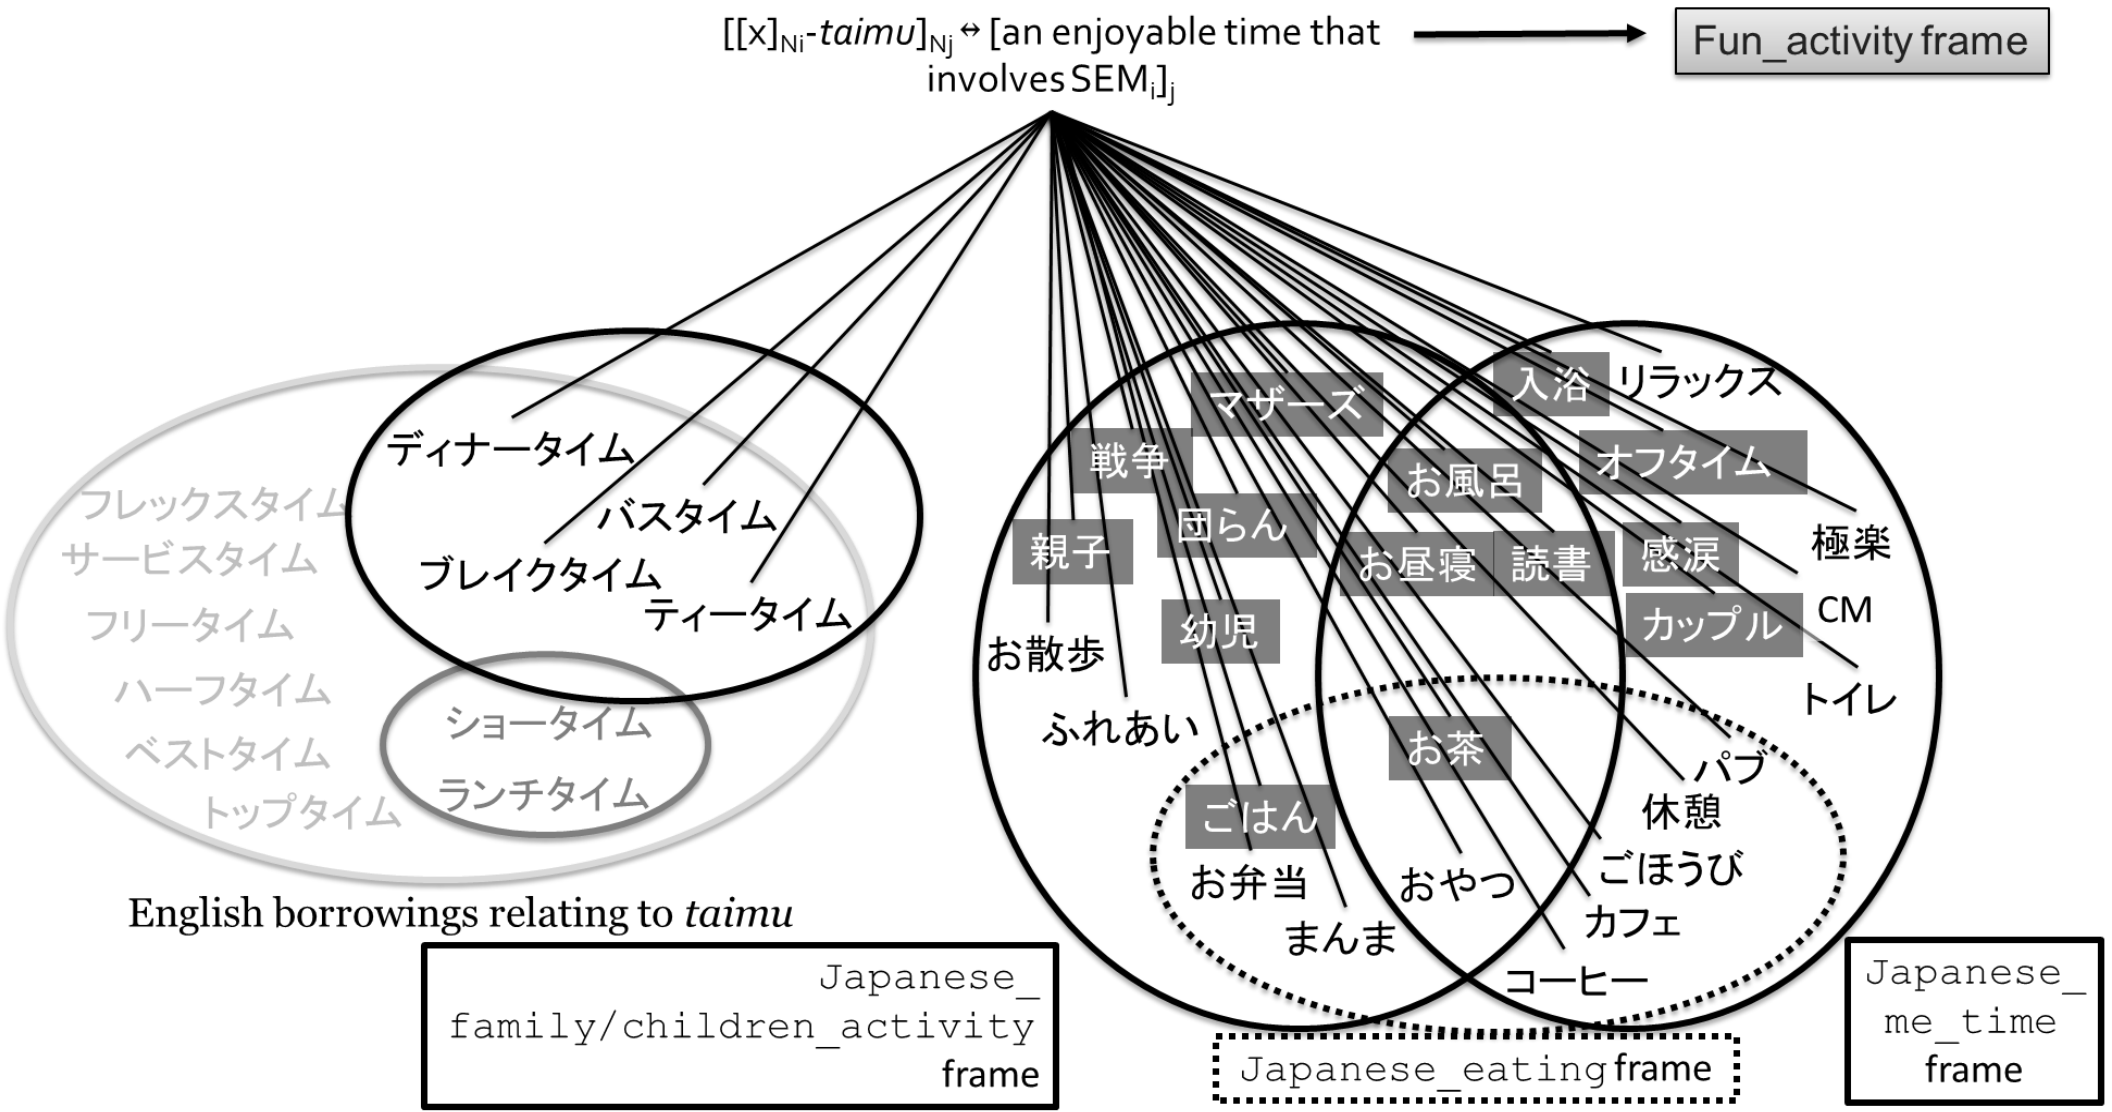 [[x]Ni-taimu]Nj ↔ [an enjoyable time that
involves SEMi]j
Fun_activity frame
ディナータイム
バスタイム
ブレイクタイム
ティータイム
フレックスタイム
サービスタイム
フリータイム
ハーフタイム
ベストタイム
トップタイム
ショータイム
ランチタイム
English borrowings relating to taimu
マザーズ
戦争
団らん
親子
幼児
お散歩
ふれあい
ごはん
お弁当
まんま
入浴
リラックス
お風呂
オフタイム
お昼寝
読書
感涙
極楽
カップル
CM
トイレ
お茶
おやつ
パブ
休憩
ごほうび
カフェ
コーヒー
Japanese_
family/children_activity
frame
Japanese_eating frame
Japanese_
me_time
frame